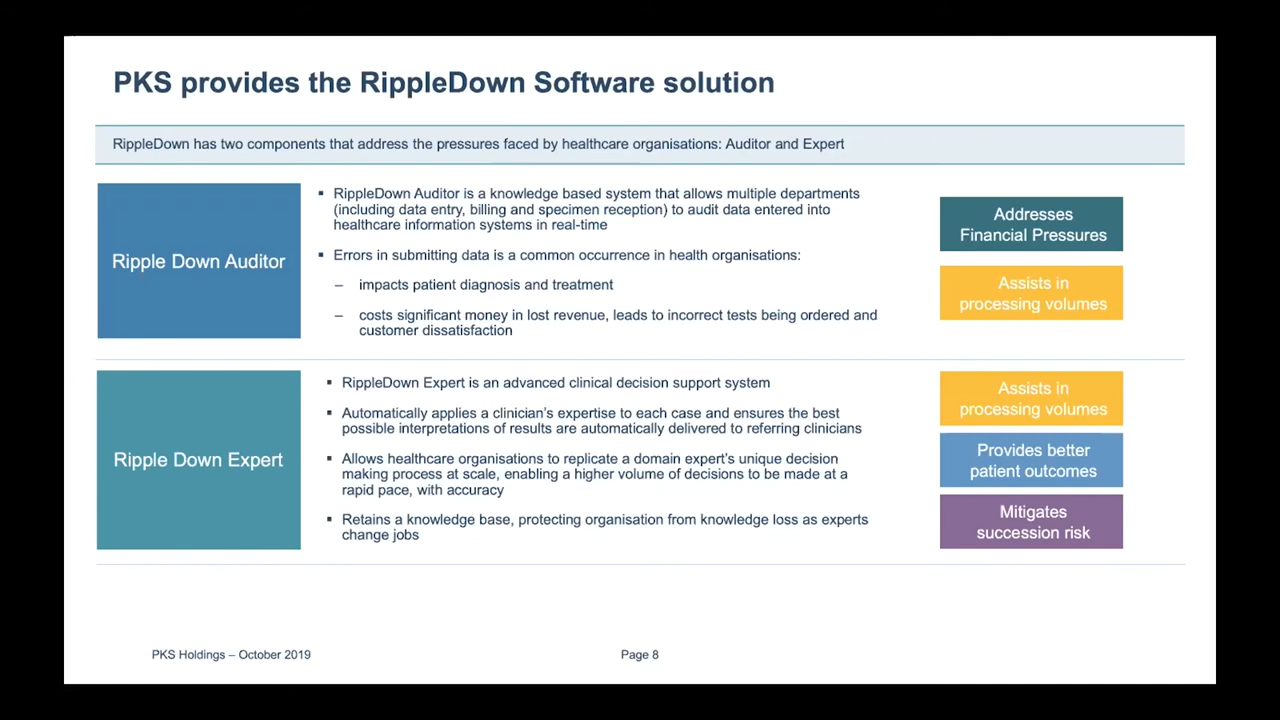 PKS provides the RippleDown Software solution
RippleDown has two components that address the pressures faced by healthcare organisations: Auditor and Expert
Ripple Down Auditor
▪ RippleDown Auditor is a knowledge based system that allows multiple departments
(including data entry, billing and specimen reception) to audit data entered into
healthcare information systems in real-time
▪ Errors in submitting data is a common occurrence in health organisations:
– impacts patient diagnosis and treatment
– costs significant money in lost revenue, leads to incorrect tests being ordered and
customer dissatisfaction
Addresses
Financial Pressures
Assists in
processing volumes
Ripple Down Expert
▪ RippleDown Expert is an advanced clinical decision support system
▪ Automatically applies a clinician's expertise to each case and ensures the best
possible interpretations of results are automatically delivered to referring clinicians
▪ Allows healthcare organisations to replicate a domain expert's unique decision
making process at scale, enabling a higher volume of decisions to be made at a
rapid pace, with accuracy
▪ Retains a knowledge base, protecting organisation from knowledge loss as experts
change jobs
Assists in
processing volumes
Provides better
patient outcomes
Mitigates
succession risk
PKS Holdings – October 2019
Page 8